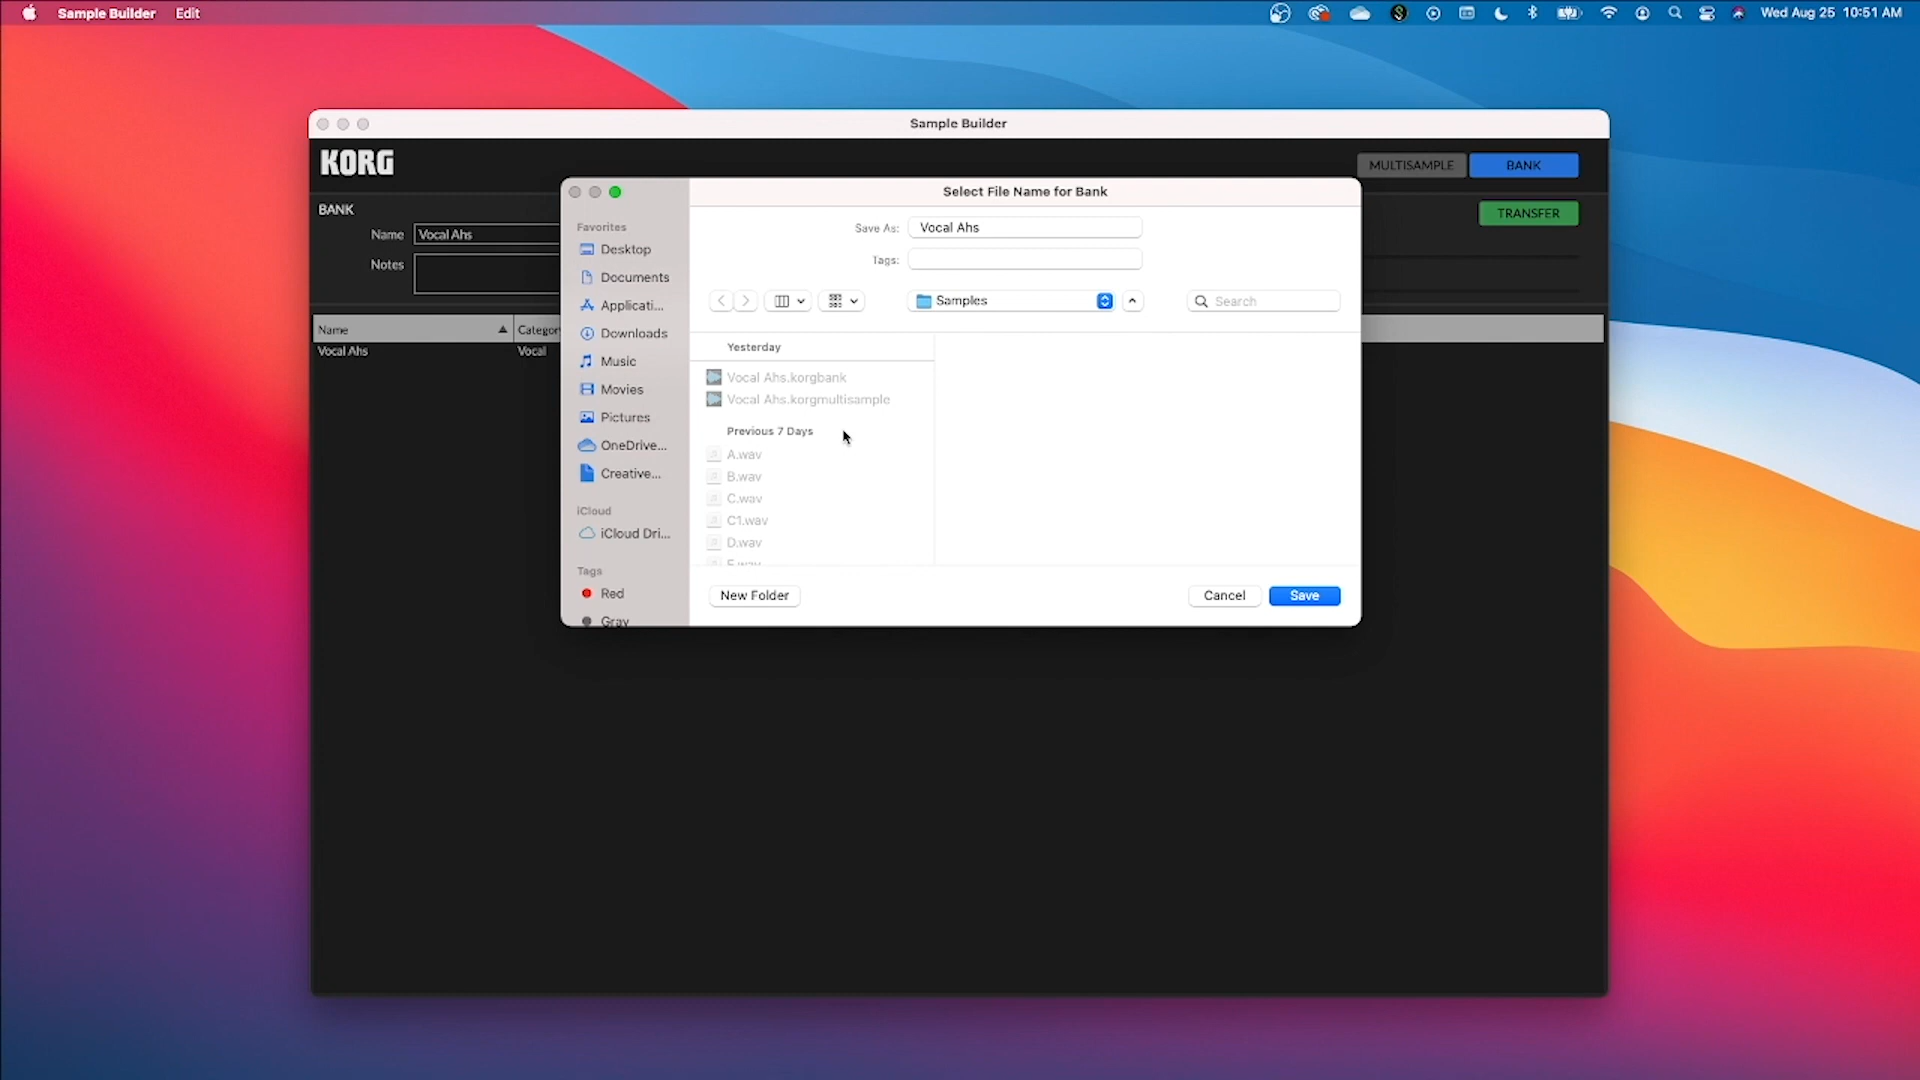 Sample Builder Edit
Wed Aug 25 10:51 AM
Sample Builder
KORG
MULTISAMPLE
BANK
BANK
TRANSFER
Name
Vocal Ahs
Notes
Name
Categor
Vocal Ahs
Vocal
Select File Name for Bank
Save As:
Vocal Ahs
Tags:
Samples
Search
Favorites
Desktop
Documents
Applicati...
Downloads
Music
Movies
Pictures
OneDrive...
Creative...
iCloud
iCloud Dri...
Tags
Red
Gray
Yesterday
Vocal Ahs.korgbank
Vocal Ahs.korgmultisample
Previous 7 Days
A.wav
B.wav
C.wav
C1.wav
D.wav
New Folder
Cancel
Save